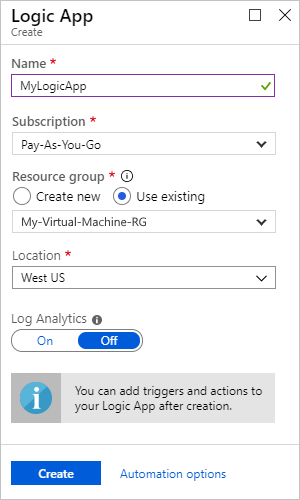 Logic App
Create
Name *
MyLogicApp
Subscription *
Pay-As-You-Go
Resource group *
Create new Use existing
My-Virtual-Machine-RG
Location *
West US
Log Analytics
On Off
You can add triggers and actions to
your Logic App after creation.
Create Automation options